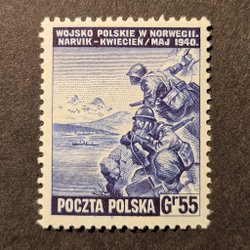 WOJSKO POLSKIE W NORWEGII.
NARVIK - KWIECIEŃ/MAJ 1940.
POCZTA POLSKA Gr 55